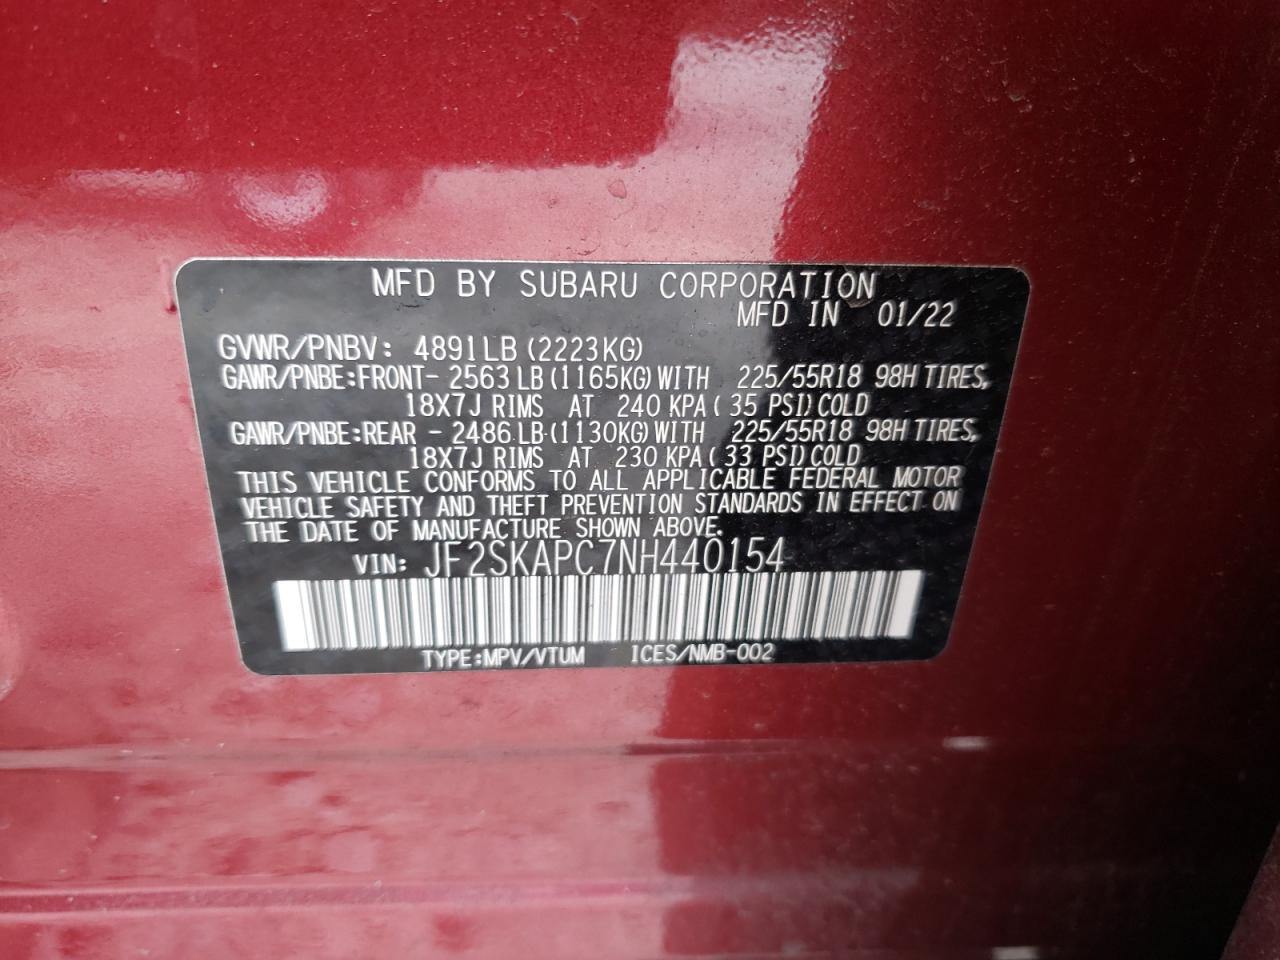 MFD BY SUBARU CORPORATION
MFD IN 01/22
GVWR/PNBV: 4891LB (2223KG)
GAWR/PNBE:FRONT- 2563 LB (1165KG) WITH 225/55R18 98H TIRES,
18X7J RIMS AT 240 KPA ( 35 PSI) COLD
GAWR/PNBE:REAR - 2486 LB (1130KG) WITH 225/55R18 98H TIRES,
18X7J RIMS AT 230 KPA ( 33 PSI) COLD
THIS VEHICLE CONFORMS TO ALL APPLICABLE FEDERAL MOTOR
VEHICLE SAFETY AND THEFT PREVENTION STANDARDS IN EFFECT ON
THE DATE OF MANUFACTURE SHOWN ABOVE.
VIN: JF2SKAPC7NH440154
TYPE:MPV/VTUM ICES/NMB-002